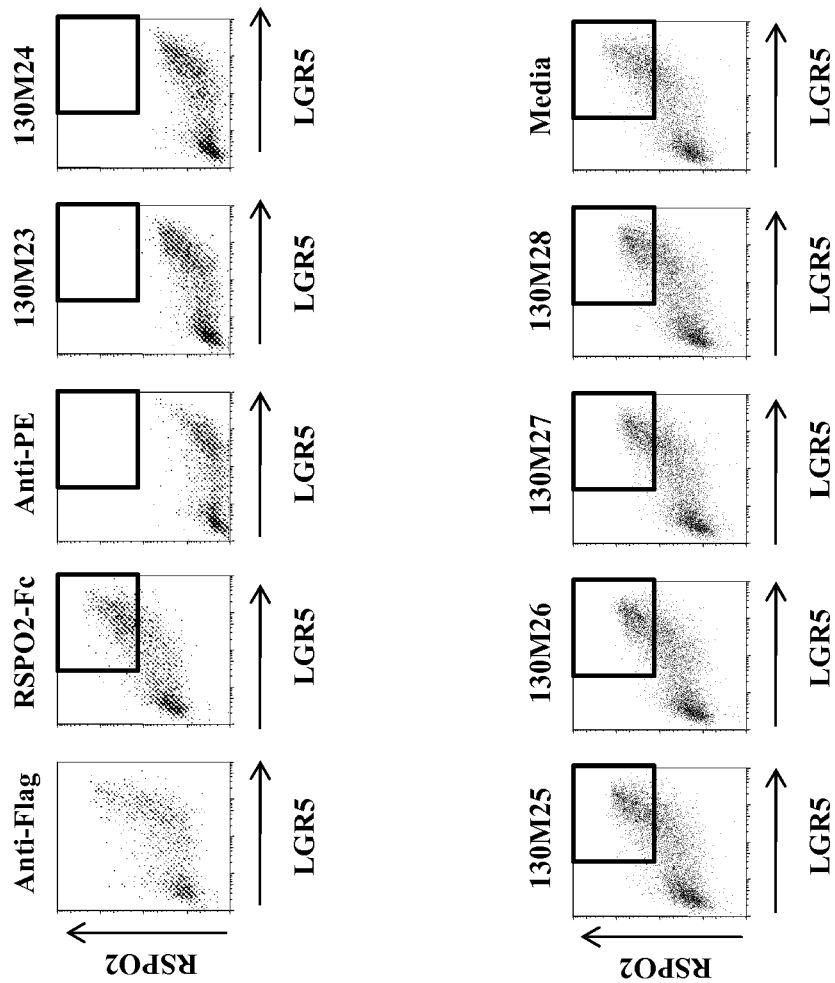 Anti-Flag
RSPO2-Fc
Anti-PE
130M23
130M24
RSPO2
LGR5
LGR5
LGR5
LGR5
LGR5
130M25
130M26
130M27
130M28
Media
RSPO2
LGR5
LGR5
LGR5
LGR5
LGR5